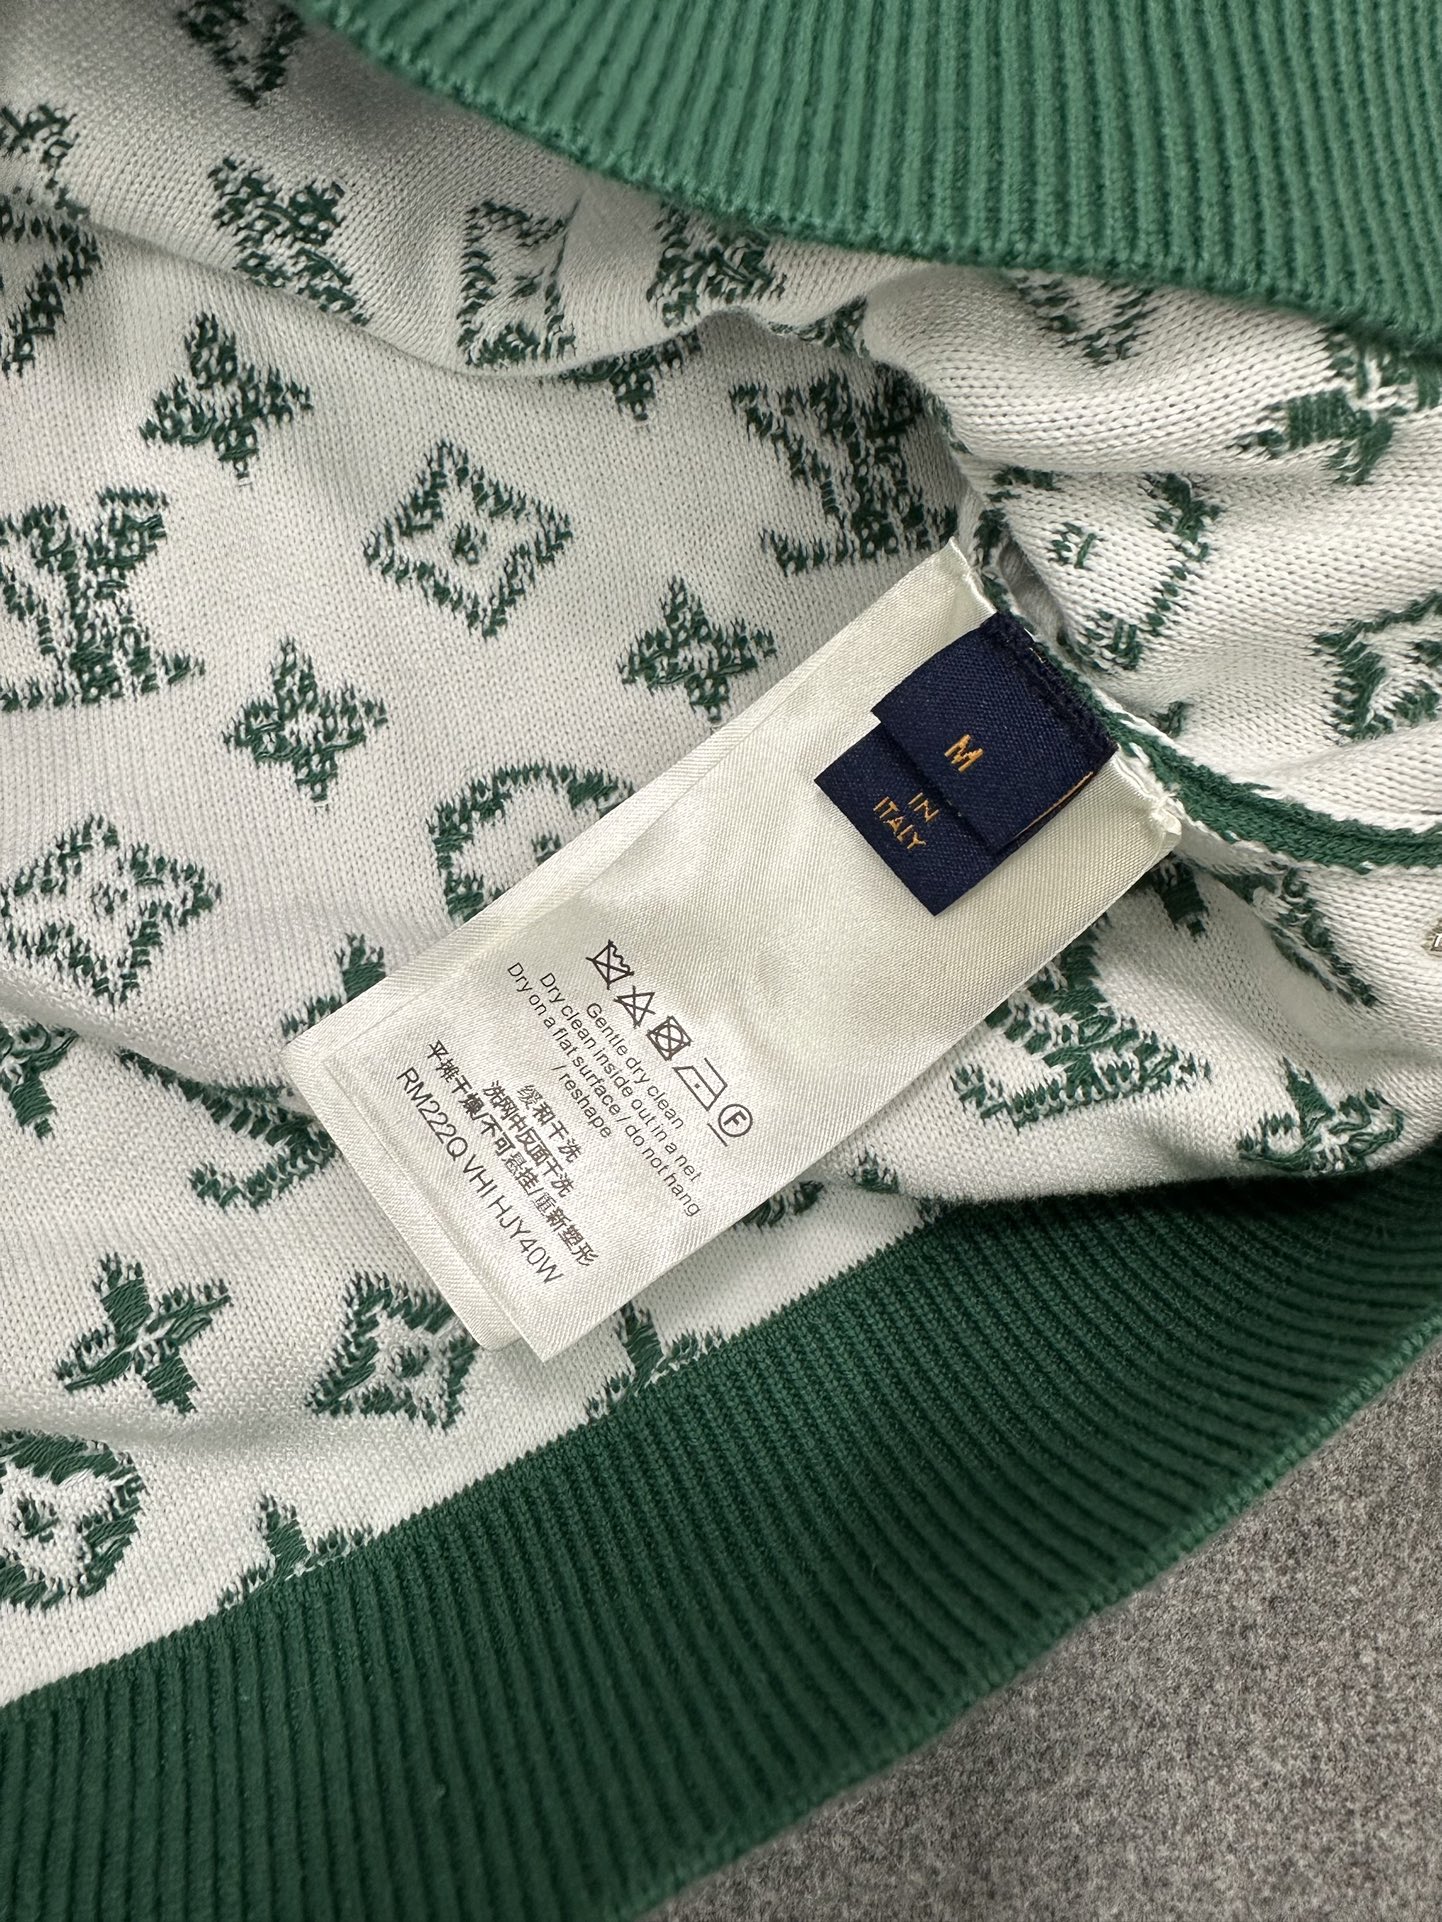 M
IN
ITALY
Gentle dry clean
Dry clean inside out in a net
Dry on a flat surface / do not hang
/ reshape
缓和干洗
洗网中反面干洗
平摊干燥/不可悬挂/重新塑形
RM222Q VHI HJY40W
F